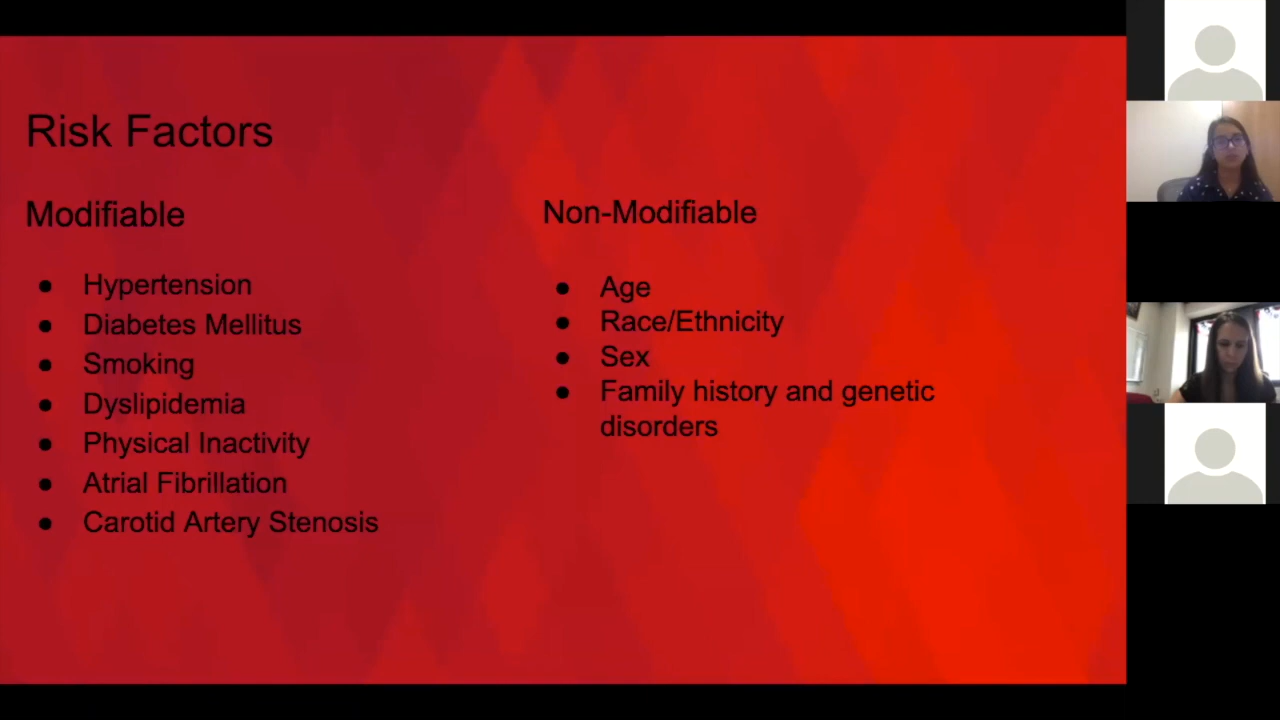 Risk Factors
Modifiable
Hypertension
Diabetes Mellitus
Smoking
Dyslipidemia
Physical Inactivity
Atrial Fibrillation
Carotid Artery Stenosis
Non-Modifiable
Age
Race/Ethnicity
Sex
Family history and genetic
disorders